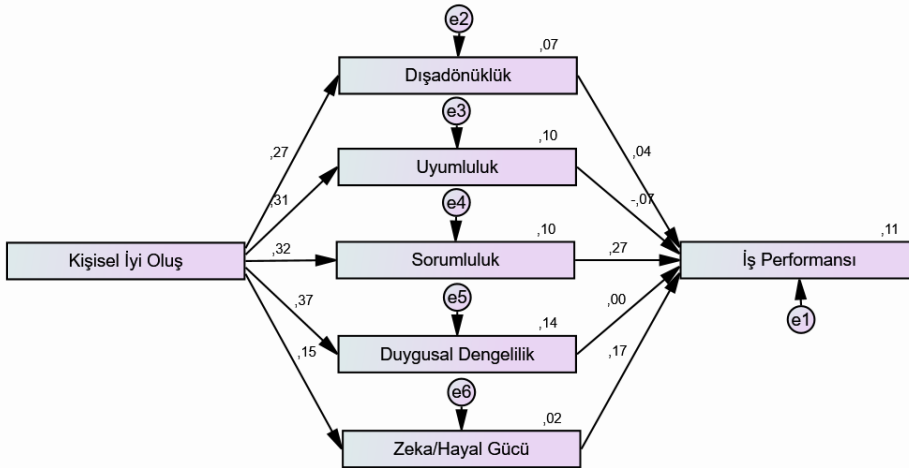 e2
,07
Dışadönüklük
e3
,27
,10
,04
Uyumluluk
,31
-,07
e4
,10
,11
Kişisel İyi Oluş
,32
Sorumluluk
,27
İş Performansı
e5
,37
,14
,00
e1
Duygusal Dengelilik
,15
,17
e6
,02
Zeka/Hayal Gücü